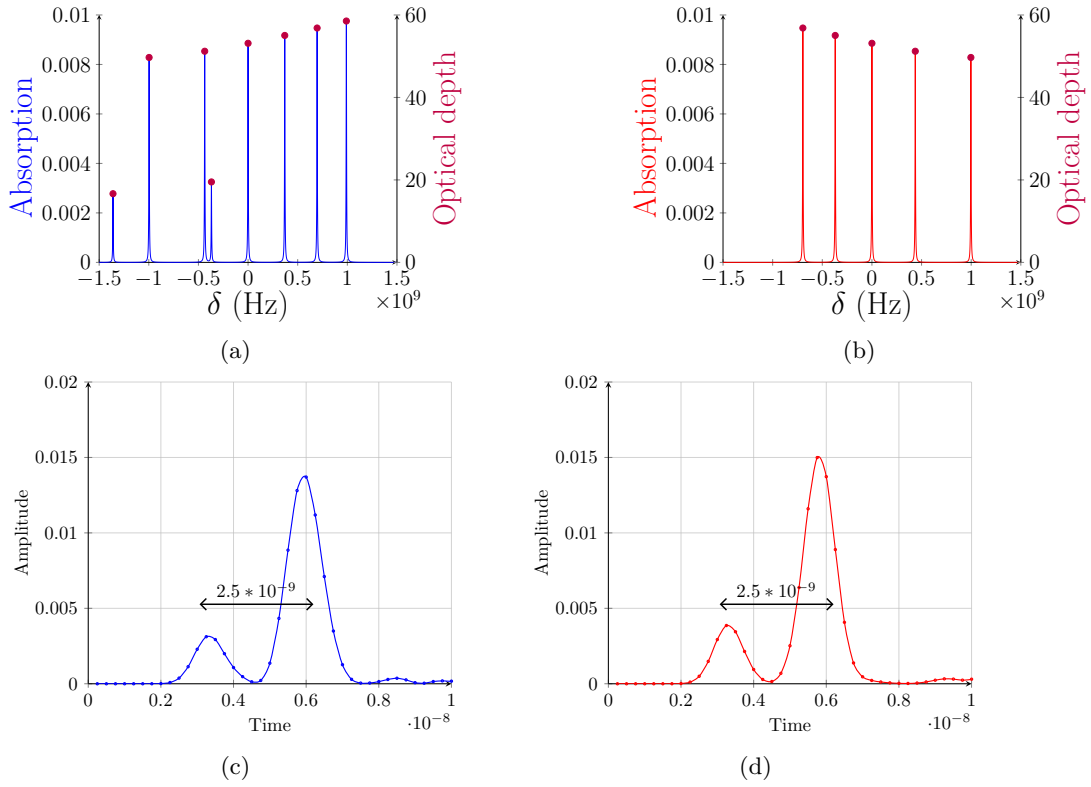 0.01
0.008
0.006
0.004
0.002
0
Absorption
60
40
20
0
Optical depth
−1.5 −1 −0.5 0 0.5 1 1.5
×10⁹
δ (Hz)
(a)
0.01
0.008
0.006
0.004
0.002
0
Absorption
60
40
20
0
Optical depth
−1.5 −1 −0.5 0 0.5 1 1.5
×10⁹
δ (Hz)
(b)
0.02
0.015
0.01
0.005
0
Amplitude
2.5 * 10⁻⁹
0 0.2 0.4 0.6 0.8 1
·10⁻⁸
Time
(c)
0.02
0.015
0.01
0.005
0
Amplitude
2.5 * 10⁻⁹
0 0.2 0.4 0.6 0.8 1
·10⁻⁸
Time
(d)